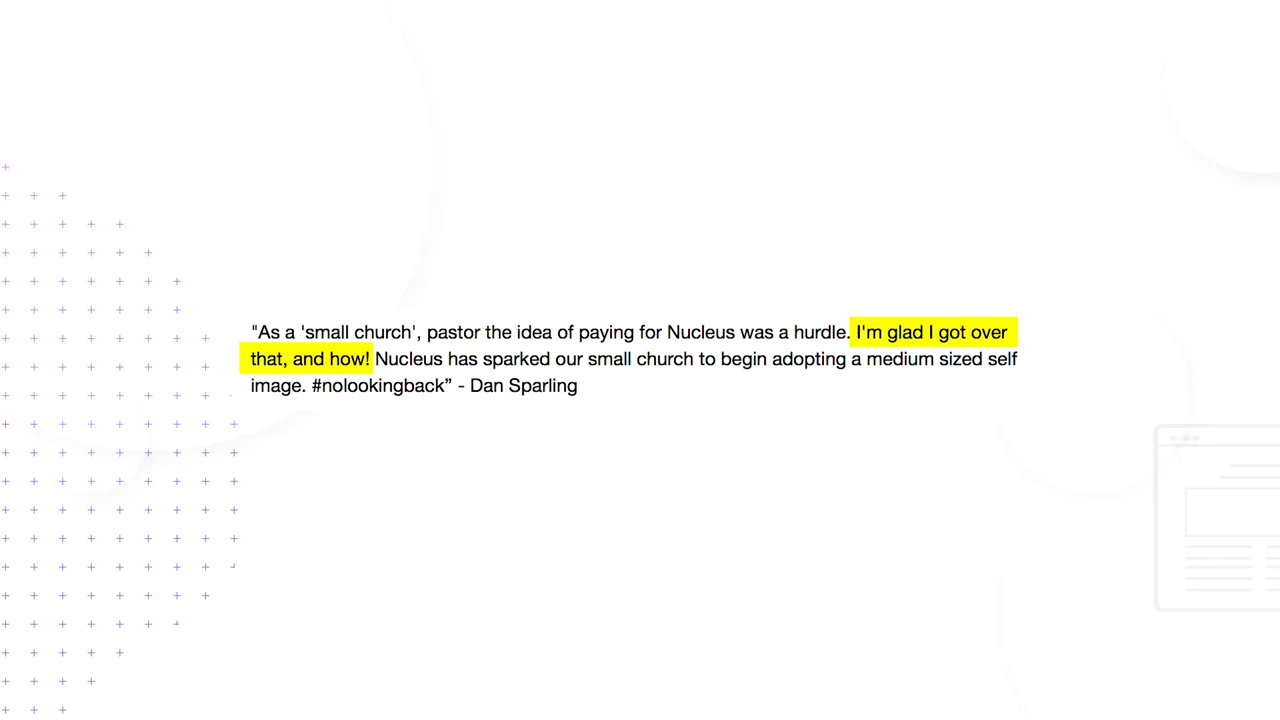 "As a 'small church', pastor the idea of paying for Nucleus was a hurdle. I'm glad I got over
that, and how! Nucleus has sparked our small church to begin adopting a medium sized self
image. #nolookingback” - Dan Sparling